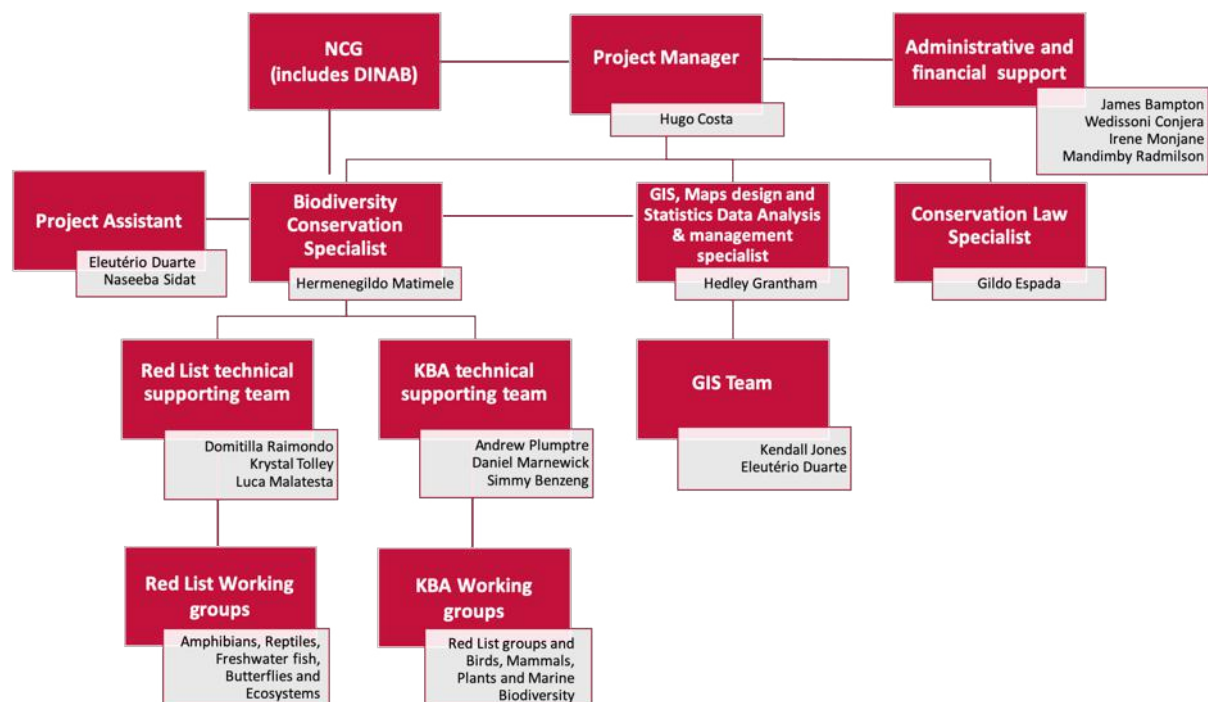 NCG
(includes DINAB)
Project Manager
Hugo Costa
Administrative and
financial support
James Bampton
Wedissoni Conjera
Irene Monjane
Mandimby Radmilson
Project Assistant
Eleutério Duarte
Naseeba Sidat
Biodiversity
Conservation
Specialist
Hermenegildo Matimele
GIS, Maps design and
Statistics Data Analysis
& management
specialist
Hedley Grantham
Conservation Law
Specialist
Gildo Espada
Red List technical
supporting team
Domitilla Raimondo
Krystal Tolley
Luca Malatesta
KBA technical
supporting team
Andrew Plumptre
Daniel Marnewick
Simmy Benzeng
GIS Team
Kendall Jones
Eleutério Duarte
Red List Working
groups
Amphibians, Reptiles,
Freshwater fish,
Butterflies and
Ecosystems
KBA Working
groups
Red List groups and
Birds, Mammals,
Plants and Marine
Biodiversity